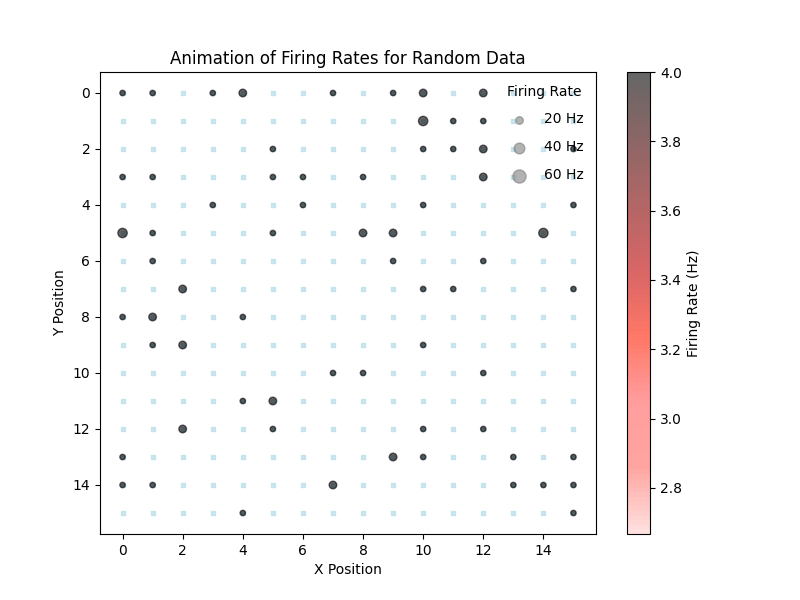 Animation of Firing Rates for Random Data
Firing Rate
20 Hz
40 Hz
60 Hz
0
2
4
6
8
10
12
14
Y Position
0 2 4 6 8 10 12 14
X Position
4.0
3.8
3.6
3.4
3.2
3.0
2.8
Firing Rate (Hz)